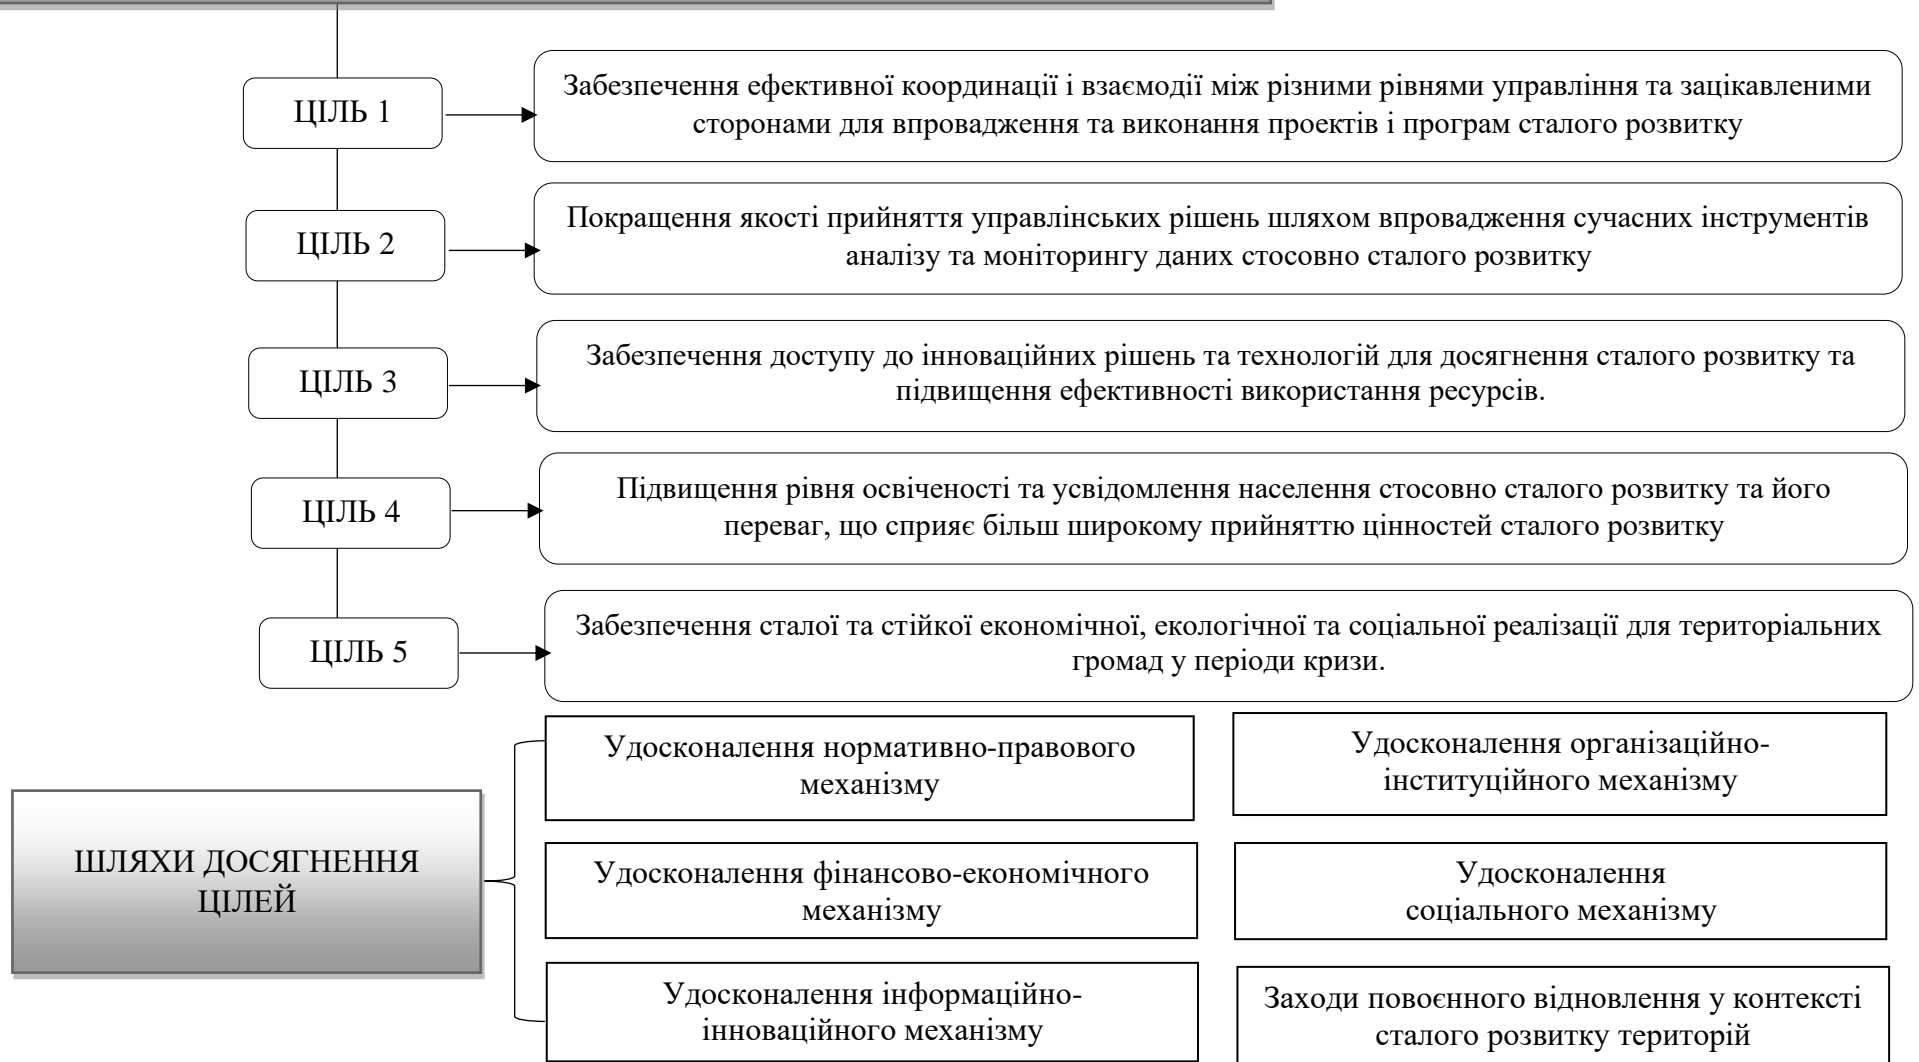 ЦІЛЬ 1
Забезпечення ефективної координації і взаємодії між різними рівнями управління та зацікавленими
сторонами для впровадження та виконання проектів і програм сталого розвитку
ЦІЛЬ 2
Покращення якості прийняття управлінських рішень шляхом впровадження сучасних інструментів
аналізу та моніторингу даних стосовно сталого розвитку
ЦІЛЬ 3
Забезпечення доступу до інноваційних рішень та технологій для досягнення сталого розвитку та
підвищення ефективності використання ресурсів.
ЦІЛЬ 4
Підвищення рівня освіченості та усвідомлення населення стосовно сталого розвитку та його
переваг, що сприяє більш широкому прийняттю цінностей сталого розвитку
ЦІЛЬ 5
Забезпечення сталої та стійкої економічної, екологічної та соціальної реалізації для територіальних
громад у періоди кризи.
ШЛЯХИ ДОСЯГНЕННЯ
ЦІЛЕЙ
Удосконалення нормативно-правового
механізму
Удосконалення організаційно-
інституційного механізму
Удосконалення фінансово-економічного
механізму
Удосконалення
соціального механізму
Удосконалення інформаційно-
інноваційного механізму
Заходи повоєнного відновлення у контексті
сталого розвитку територій